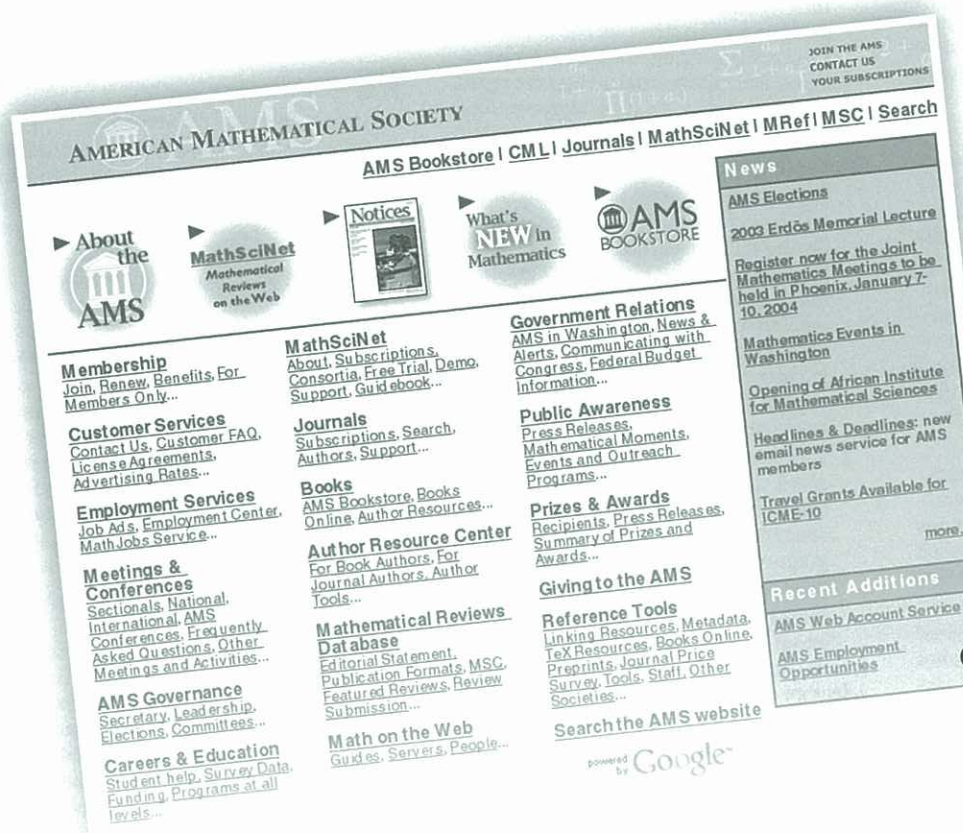 JOIN THE AMS
CONTACT US
YOUR SUBSCRIPTIONS
AMERICAN MATHEMATICAL SOCIETY
AMS Bookstore | CML | Journals | MathSciNet | MRef | MSC | Search
About
the
AMS
MathSciNet
Mathematical
Reviews
on the Web
Notices
What's
NEW in
Mathematics
AMS
BOOKSTORE
Membership
Join, Renew, Benefits, For
Members Only...
Customer Services
Contact Us, Customer FAQ,
License Agreements,
Advertising Rates...
Employment Services
Job Ads, Employment Center,
MathJobs Service...
Meetings &
Conferences
Sectionals, National,
International, AMS
Conferences, Frequently
Asked Questions, Other
Meetings and Activities...
AMS Governance
Secretary, Leadership,
Elections, Committees...
Careers & Education
Student help, Survey Data,
Funding, Programs at all
levels...
MathSciNet
About, Subscriptions,
Consortia, Free Trial, Demo,
Support, Guidebook...
Journals
Subscriptions, Search,
Authors, Support...
Books
AMS Bookstore, Books
Online, Author Resources...
Author Resource Center
For Book Authors, For
Journal Authors, Author
Tools...
Mathematical Reviews
Database
Editorial Statement,
Publication Formats, MSC,
Featured Reviews, Review
Submission...
Math on the Web
Guides, Servers, People...
Government Relations
AMS in Washington, News &
Alerts, Communicating with
Congress, Federal Budget
Information...
Public Awareness
Press Releases,
Mathematical Moments,
Events and Outreach
Programs...
Prizes & Awards
Recipients, Press Releases,
Summary of Prizes and
Awards...
Giving to the AMS
Reference Tools
Linking Resources, Metadata,
TeX Resources, Books Online,
Preprints, Journal Price
Survey, Tools, Staff, Other
Societies...
Search the AMS website
powered
by Google
News
AMS Elections
2003 Erdös Memorial Lecture
Register now for the Joint
Mathematics Meetings to be
held in Phoenix, January 7-
10, 2004
Mathematics Events in
Washington
Opening of African Institute
for Mathematical Sciences
Headlines & Deadlines: new
email news service for AMS
members
Travel Grants Available for
ICME-10
more.
Recent Additions
AMS Web Account Service
AMS Employment
Opportunities